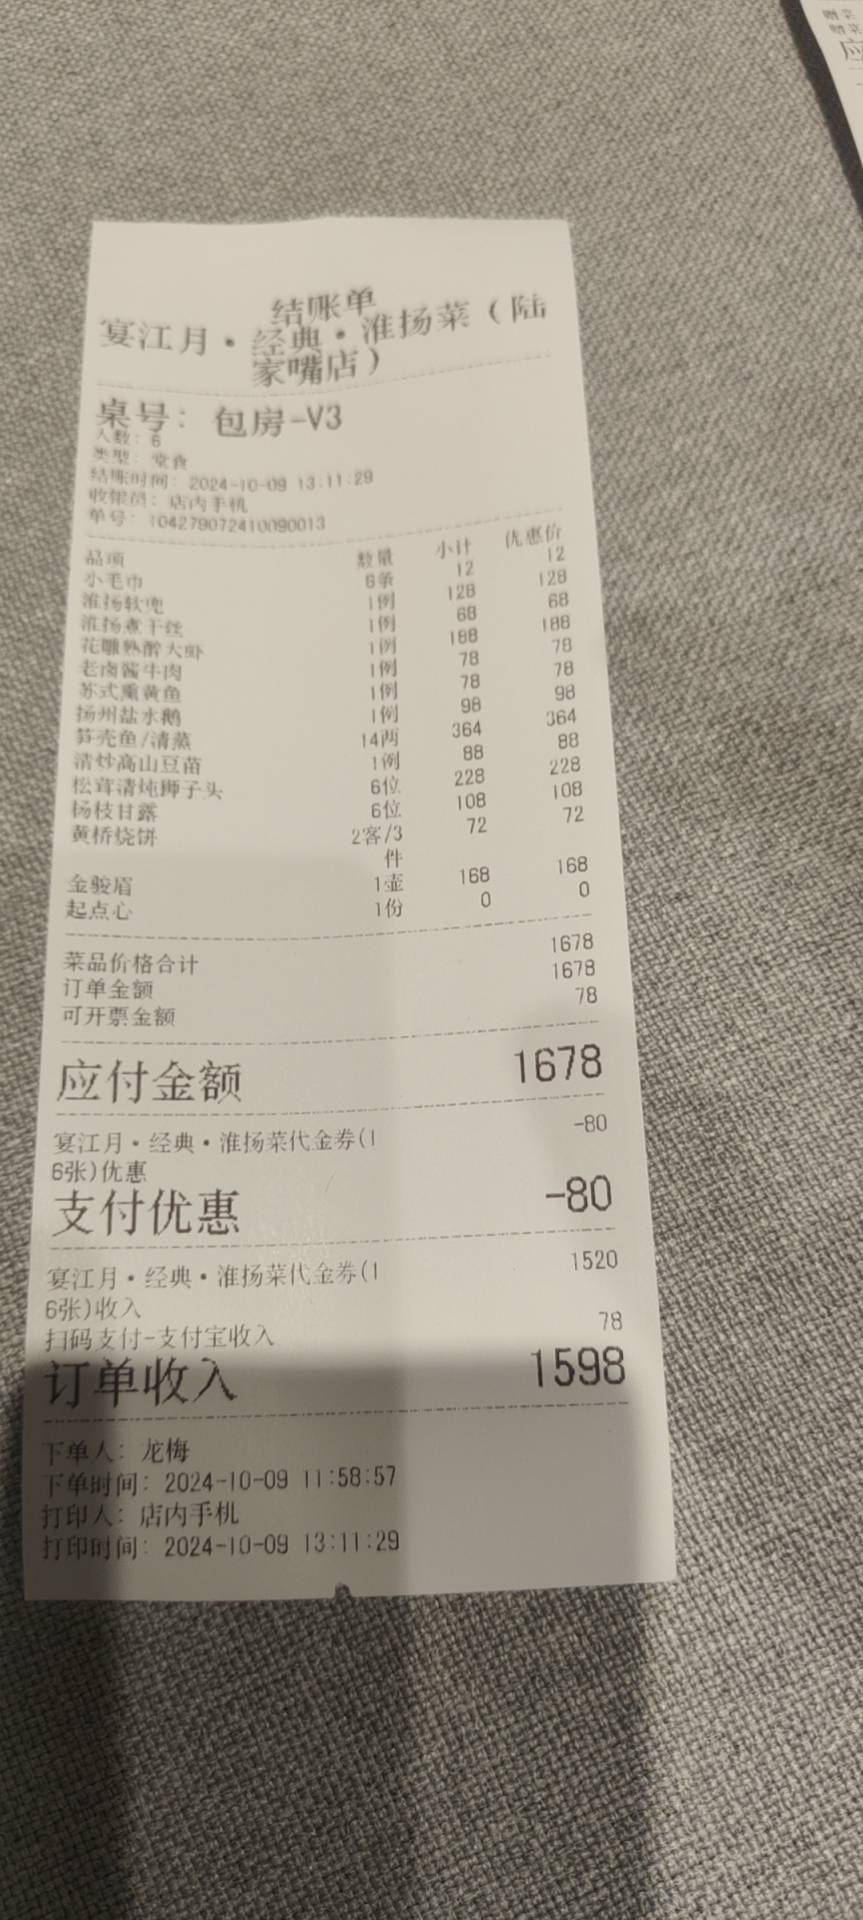 结账单
宴江月·经典·淮扬菜（陆
家嘴店）
桌号：包房-V3
人数：6
类型：堂食
结账时间：2024-10-09 13:11:29
收银员：店内手机
单号：104279072410090013
品项 数量 小计 优惠价
小毛巾 6条 12 12
淮扬软兜 1例 128 128
淮扬煮干丝 1例 68 68
花雕熟醉大虾 1例 188 188
老卤酱牛肉 1例 78 78
苏式熏黄鱼 1例 78 78
扬州盐水鹅 1例 98 98
笋壳鱼/清蒸 14两 364 364
清炒高山豆苗 1例 88 88
松茸清炖狮子头 6位 228 228
杨枝甘露 6位 108 108
黄桥烧饼 2客/3 72 72
件
金骏眉 1壶 168 168
起点心 1份 0 0
菜品价格合计 1678
订单金额 1678
可开票金额 78
应付金额 1678
宴江月·经典·淮扬菜代金券(1 -80
6张)优惠
支付优惠 -80
宴江月·经典·淮扬菜代金券(1 1520
6张)收入
扫码支付-支付宝收入 78
订单收入 1598
下单人：龙梅
下单时间：2024-10-09 11:58:57
打印人：店内手机
打印时间：2024-10-09 13:11:29